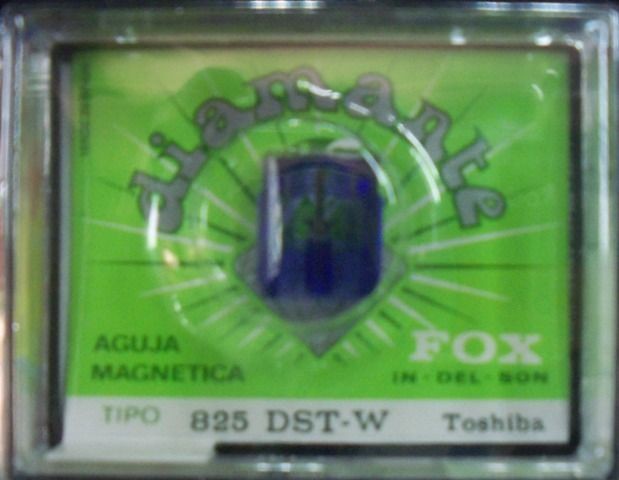 diamante
AGUJA
MAGNETICA
FOX
IN-DEL-SON
TIPO 825 DST-W Toshiba